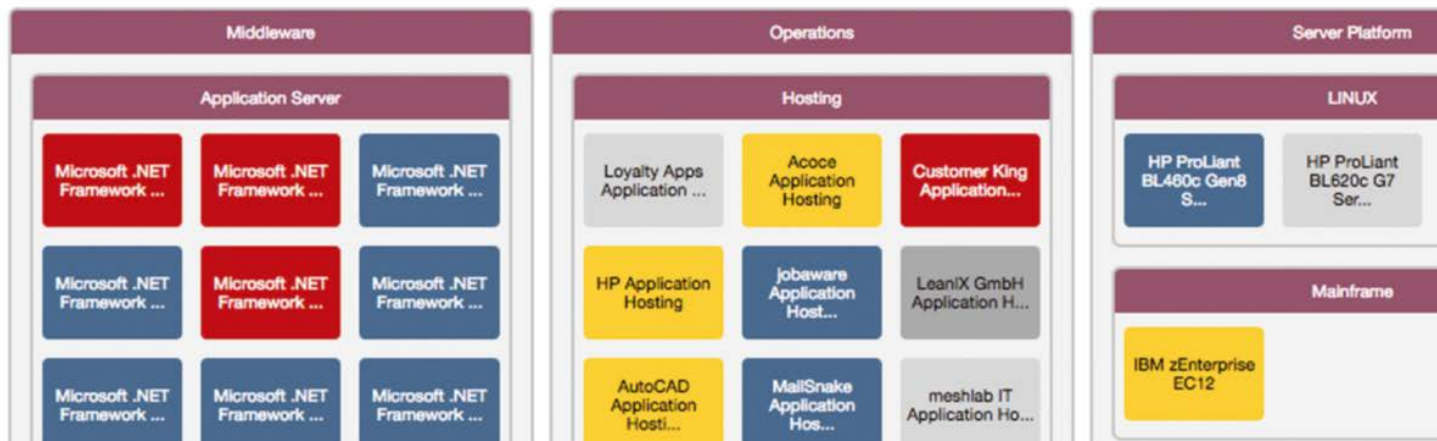 Middleware
Application Server
Microsoft .NET
Framework ...
Microsoft .NET
Framework ...
Microsoft .NET
Framework ...
Microsoft .NET
Framework ...
Microsoft .NET
Framework ...
Microsoft .NET
Framework ...
Microsoft .NET
Framework ...
Microsoft .NET
Framework ...
Microsoft .NET
Framework ...
Operations
Hosting
Loyalty Apps
Application ...
Acoce
Application
Hosting
Customer King
Application...
HP Application
Hosting
jobaware
Application
Host...
LeanIX GmbH
Application H...
AutoCAD
Application
Hosti...
MailSnake
Application
Hos...
meshlab IT
Application Ho...
Server Platform
LINUX
HP ProLiant
BL460c Gen8
S...
HP ProLiant
BL620c G7
Ser...
Mainframe
IBM zEnterprise
EC12